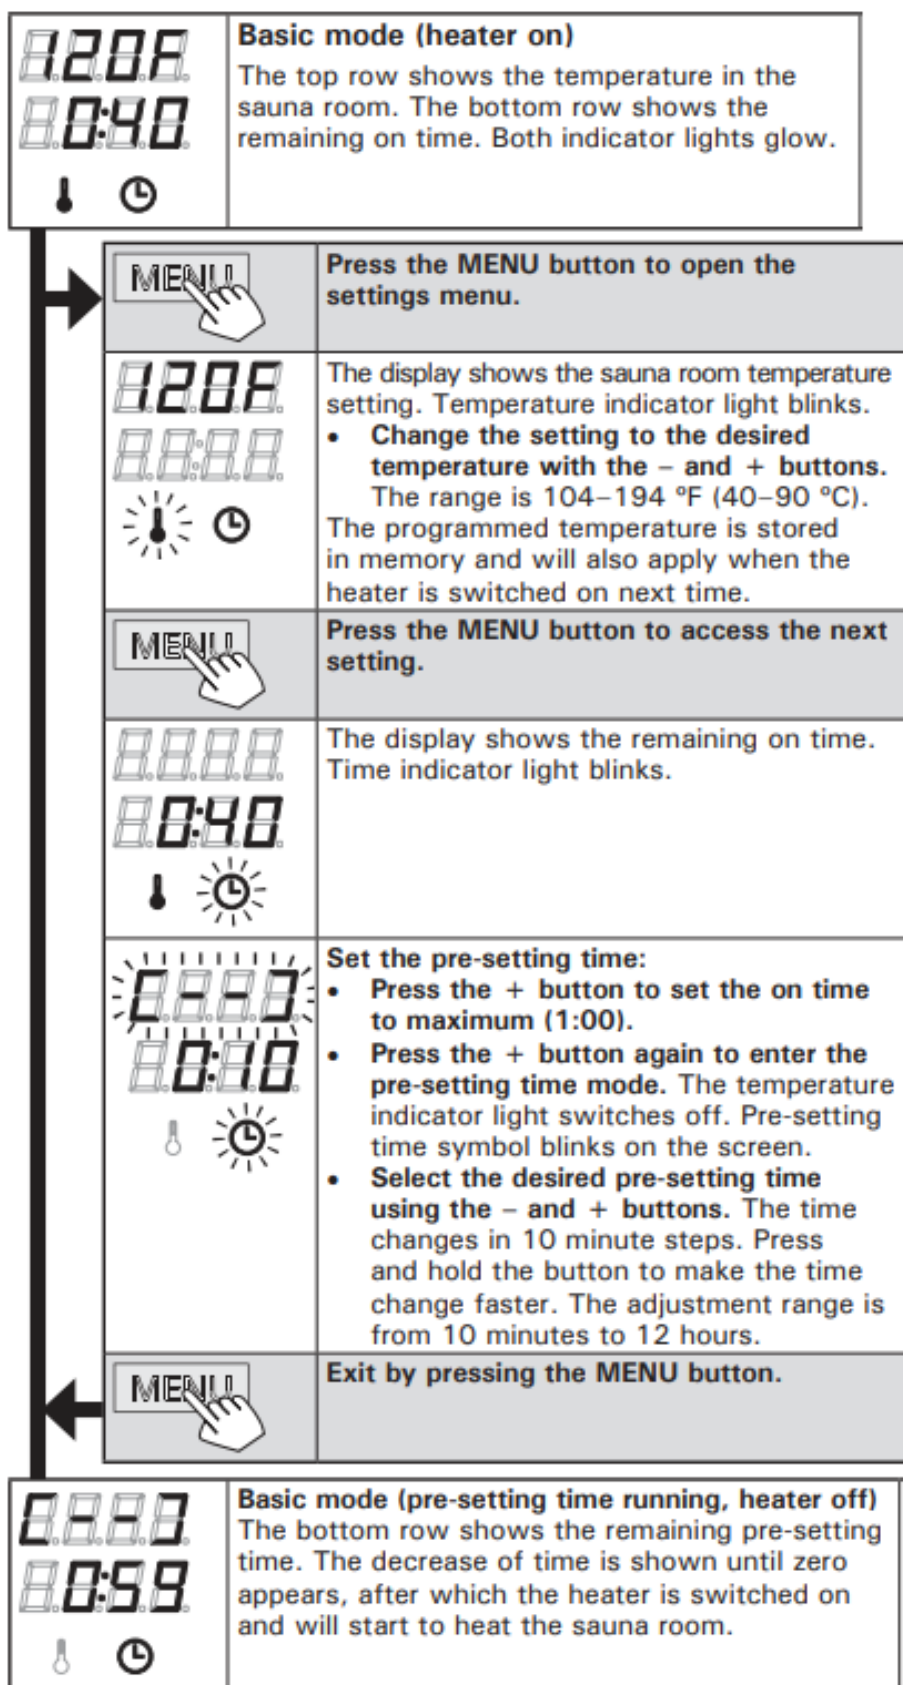 120F
0:40
Basic mode (heater on)
The top row shows the temperature in the
sauna room. The bottom row shows the
remaining on time. Both indicator lights glow.
MENU
Press the MENU button to open the
settings menu.
120F
The display shows the sauna room temperature
setting. Temperature indicator light blinks.
• Change the setting to the desired
temperature with the – and + buttons.
The range is 104–194 ºF (40–90 ºC).
The programmed temperature is stored
in memory and will also apply when the
heater is switched on next time.
MENU
Press the MENU button to access the next
setting.
0:40
The display shows the remaining on time.
Time indicator light blinks.
[--]
0:10
Set the pre-setting time:
• Press the + button to set the on time
to maximum (1:00).
• Press the + button again to enter the
pre-setting time mode. The temperature
indicator light switches off. Pre-setting
time symbol blinks on the screen.
• Select the desired pre-setting time
using the – and + buttons. The time
changes in 10 minute steps. Press
and hold the button to make the time
change faster. The adjustment range is
from 10 minutes to 12 hours.
MENU
Exit by pressing the MENU button.
[--]
0:59
Basic mode (pre-setting time running, heater off)
The bottom row shows the remaining pre-setting
time. The decrease of time is shown until zero
appears, after which the heater is switched on
and will start to heat the sauna room.